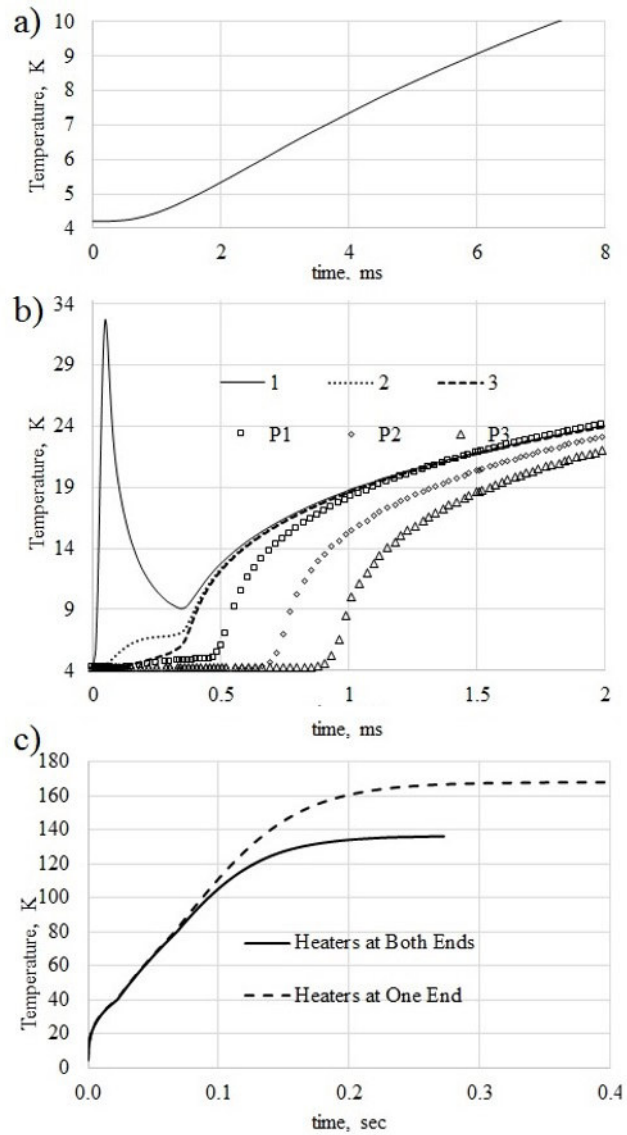 a)
Temperature, K
10
9
8
7
6
5
4
0 2 4 6 8
time. ms
b)
Temperature, K
34
29
24
19
14
9
4
1 2 3
P1 P2 P3
0 0.5 1 1.5 2
time, ms
c)
Temperature, K
180
160
140
120
100
80
60
40
20
0
Heaters at Both Ends
Heaters at One End
0.0 0.1 0.2 0.3 0.4
time, sec